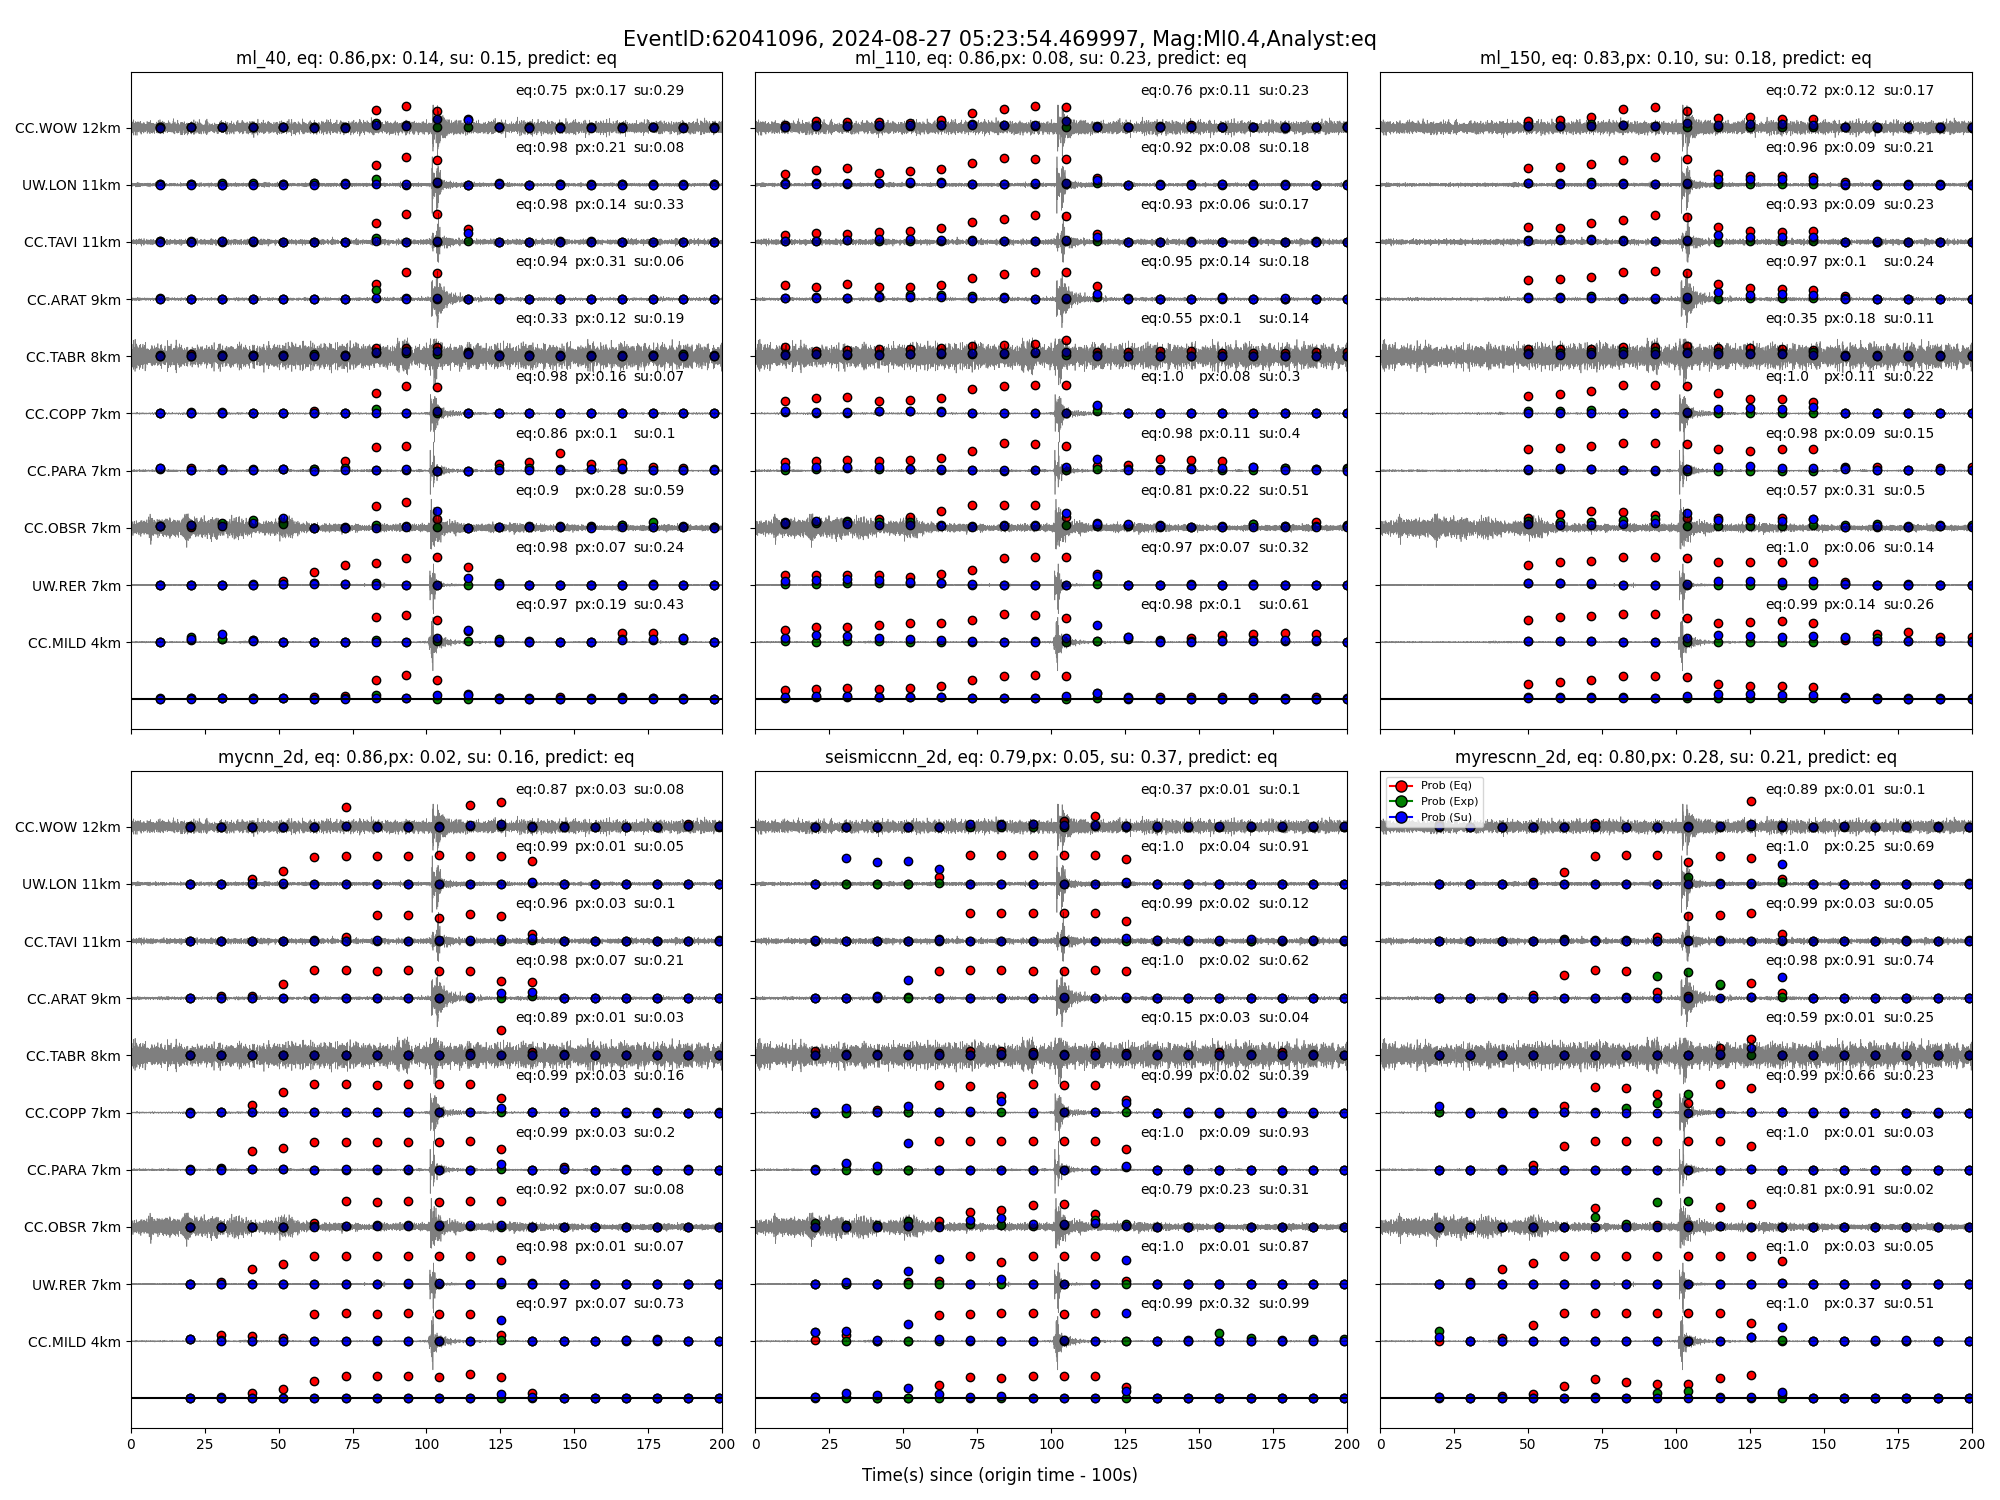 EventID:62041096, 2024-08-27 05:23:54.469997, Mag:Ml0.4,Analyst:eq
ml_40, eq: 0.86,px: 0.14, su: 0.15, predict: eq
CC.WOW 12km eq:0.75 px:0.17 su:0.29
UW.LON 11km eq:0.98 px:0.21 su:0.08
CC.TAVI 11km eq:0.98 px:0.14 su:0.33
CC.ARAT 9km eq:0.94 px:0.31 su:0.06
CC.TABR 8km eq:0.33 px:0.12 su:0.19
CC.COPP 7km eq:0.98 px:0.16 su:0.07
CC.PARA 7km eq:0.86 px:0.1 su:0.1
CC.OBSR 7km eq:0.9 px:0.28 su:0.59
UW.RER 7km eq:0.98 px:0.07 su:0.24
CC.MILD 4km eq:0.97 px:0.19 su:0.43
ml_110, eq: 0.86,px: 0.08, su: 0.23, predict: eq
eq:0.76 px:0.11 su:0.23
eq:0.92 px:0.08 su:0.18
eq:0.93 px:0.06 su:0.17
eq:0.95 px:0.14 su:0.18
eq:0.55 px:0.1 su:0.14
eq:1.0 px:0.08 su:0.3
eq:0.98 px:0.11 su:0.4
eq:0.81 px:0.22 su:0.51
eq:0.97 px:0.07 su:0.32
eq:0.98 px:0.1 su:0.61
ml_150, eq: 0.83,px: 0.10, su: 0.18, predict: eq
eq:0.72 px:0.12 su:0.17
eq:0.96 px:0.09 su:0.21
eq:0.93 px:0.09 su:0.23
eq:0.97 px:0.1 su:0.24
eq:0.35 px:0.18 su:0.11
eq:1.0 px:0.11 su:0.22
eq:0.98 px:0.09 su:0.15
eq:0.57 px:0.31 su:0.5
eq:1.0 px:0.06 su:0.14
eq:0.99 px:0.14 su:0.26
mycnn_2d, eq: 0.86,px: 0.02, su: 0.16, predict: eq
CC.WOW 12km eq:0.87 px:0.03 su:0.08
UW.LON 11km eq:0.99 px:0.01 su:0.05
CC.TAVI 11km eq:0.96 px:0.03 su:0.1
CC.ARAT 9km eq:0.98 px:0.07 su:0.21
CC.TABR 8km eq:0.89 px:0.01 su:0.03
CC.COPP 7km eq:0.99 px:0.03 su:0.16
CC.PARA 7km eq:0.99 px:0.03 su:0.2
CC.OBSR 7km eq:0.92 px:0.07 su:0.08
UW.RER 7km eq:0.98 px:0.01 su:0.07
CC.MILD 4km eq:0.97 px:0.07 su:0.73
0 25 50 75 100 125 150 175 200
seismiccnn_2d, eq: 0.79,px: 0.05, su: 0.37, predict: eq
eq:0.37 px:0.01 su:0.1
eq:1.0 px:0.04 su:0.91
eq:0.99 px:0.02 su:0.12
eq:1.0 px:0.02 su:0.62
eq:0.15 px:0.03 su:0.04
eq:0.99 px:0.02 su:0.39
eq:1.0 px:0.09 su:0.93
eq:0.79 px:0.23 su:0.31
eq:1.0 px:0.01 su:0.87
eq:0.99 px:0.32 su:0.99
0 25 50 75 100 125 150 175 200
myrescnn_2d, eq: 0.80,px: 0.28, su: 0.21, predict: eq
Prob (Eq)
Prob (Exp)
Prob (Su)
eq:0.89 px:0.01 su:0.1
eq:1.0 px:0.25 su:0.69
eq:0.99 px:0.03 su:0.05
eq:0.98 px:0.91 su:0.74
eq:0.59 px:0.01 su:0.25
eq:0.99 px:0.66 su:0.23
eq:1.0 px:0.01 su:0.03
eq:0.81 px:0.91 su:0.02
eq:1.0 px:0.03 su:0.05
eq:1.0 px:0.37 su:0.51
0 25 50 75 100 125 150 175 200
Time(s) since (origin time - 100s)